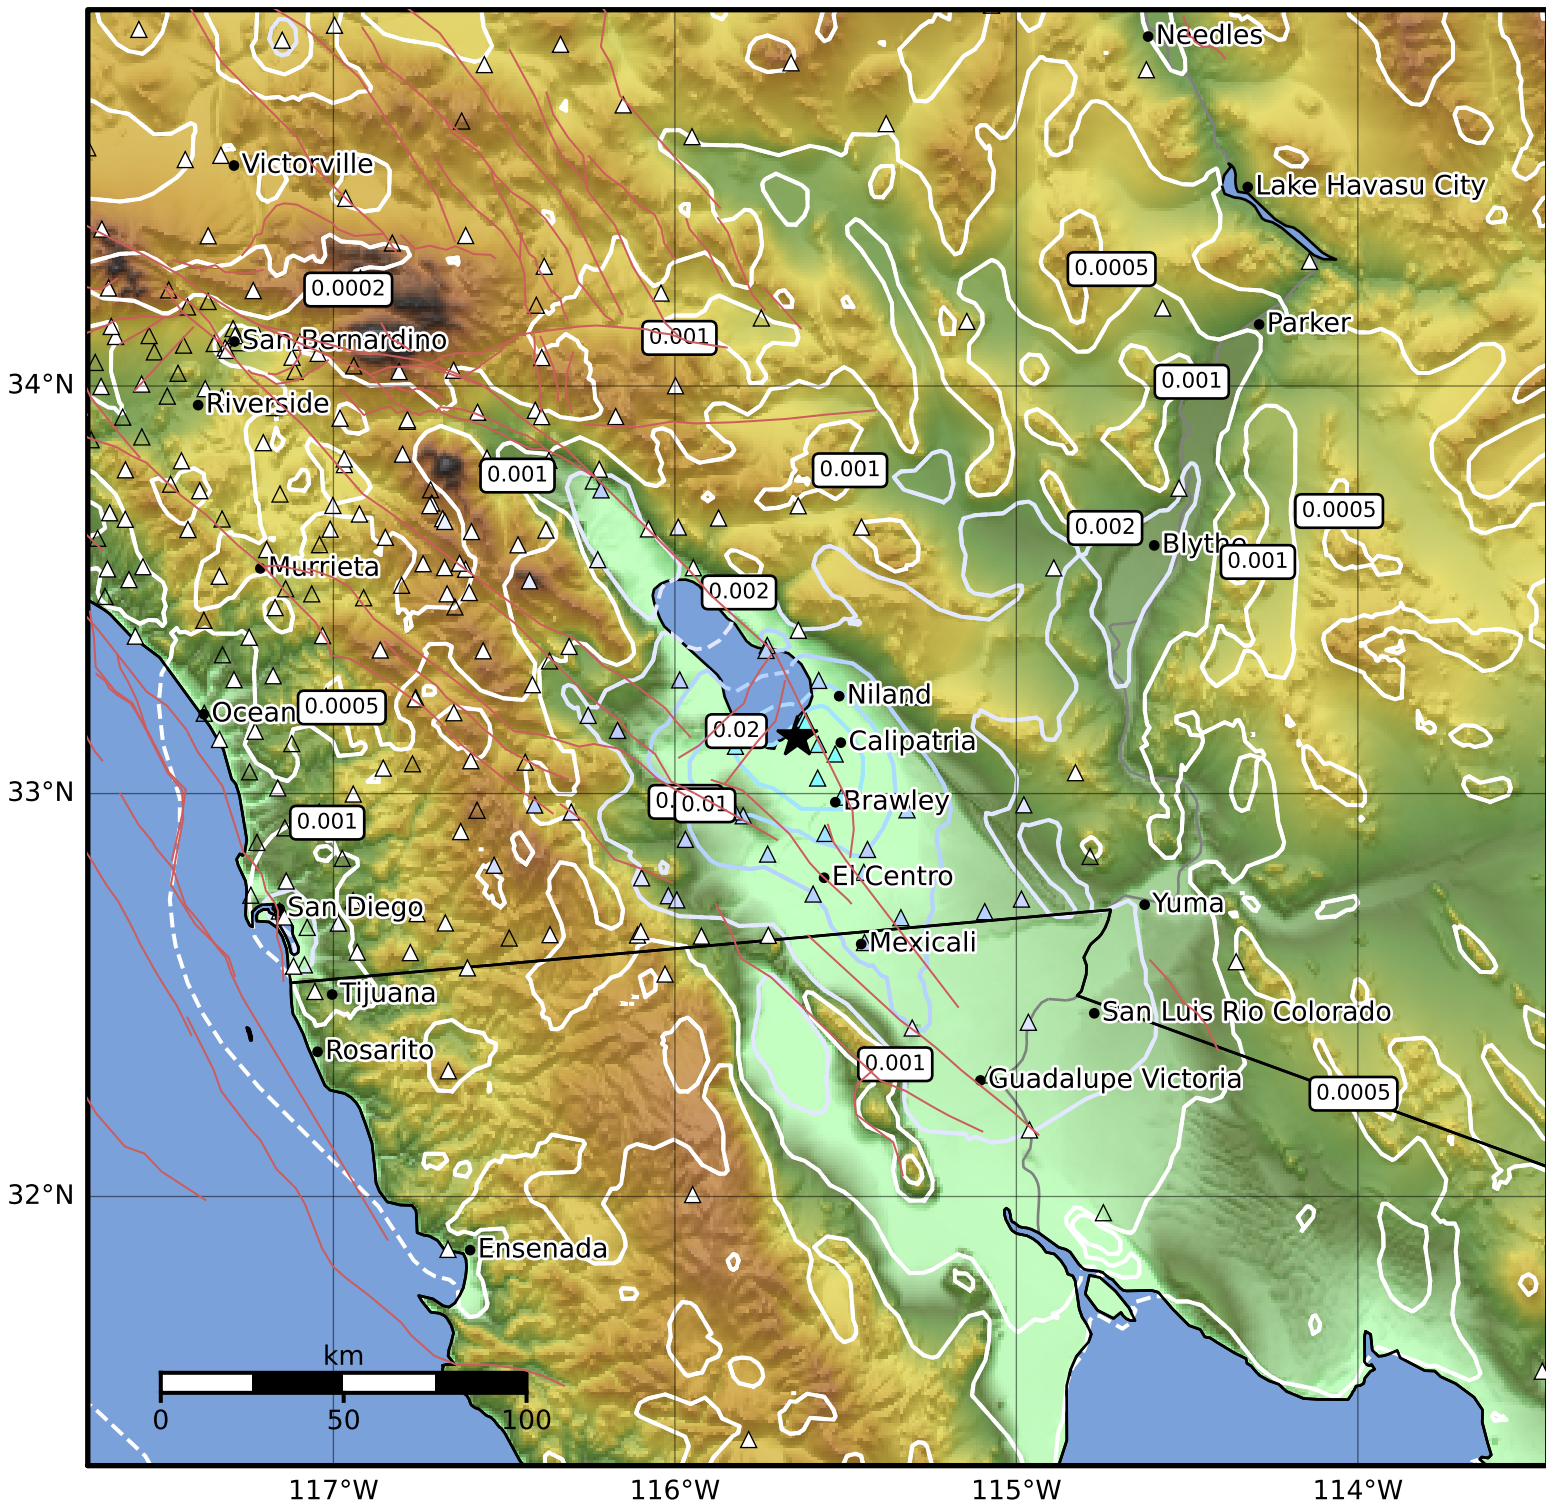 Needles
Victorville
Lake Havasu City
0.0005
0.0002
Parker
San Bernardino
0.001
34°N
0.001
Riverside
0.001
0.001
0.0005
0.002
Blythe
0.001
Murrieta
0.002
Niland
0.0005
Ocean
0.02
Calipatria
33°N
0.01
Brawley
0.001
El Centro
San Diego
Yuma
Mexicali
Tijuana
San Luis Rio Colorado
Rosarito
0.001
Guadalupe Victoria
0.0005
32°N
Ensenada
km
0 50 100
117°W 116°W 115°W 114°W